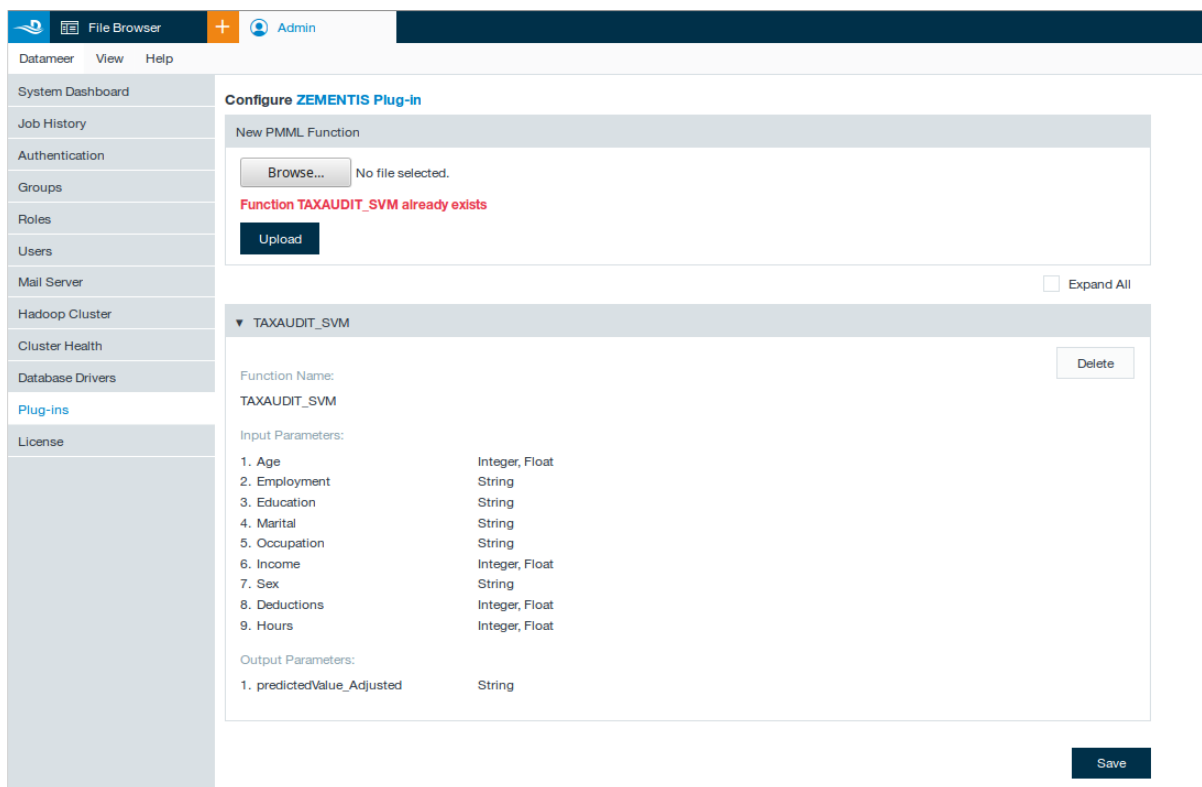 File Browser
+
Admin
Datameer View Help
System Dashboard
Job History
Authentication
Groups
Roles
Users
Mail Server
Hadoop Cluster
Cluster Health
Database Drivers
Plug-ins
License
Configure ZEMENTIS Plug-in
New PMML Function
Browse... No file selected.
Function TAXAUDIT_SVM already exists
Upload
Expand All
▼ TAXAUDIT_SVM
Delete
Function Name:
TAXAUDIT_SVM
Input Parameters:
1. Age Integer, Float
2. Employment String
3. Education String
4. Marital String
5. Occupation String
6. Income Integer, Float
7. Sex String
8. Deductions Integer, Float
9. Hours Integer, Float
Output Parameters:
1. predictedValue_Adjusted String
Save